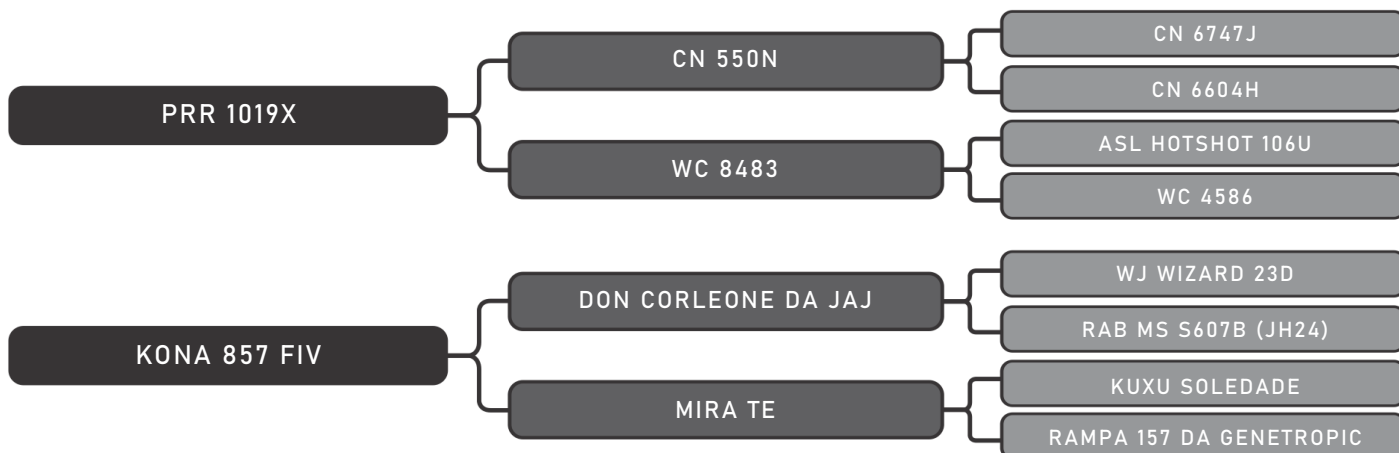 PRR 1019X
CN 550N
CN 6747J
CN 6604H
WC 8483
ASL HOTSHOT 106U
WC 4586
KONA 857 FIV
DON CORLEONE DA JAJ
WJ WIZARD 23D
RAB MS S607B (JH24)
MIRA TE
KUXU SOLEDADE
RAMPA 157 DA GENETROPIC